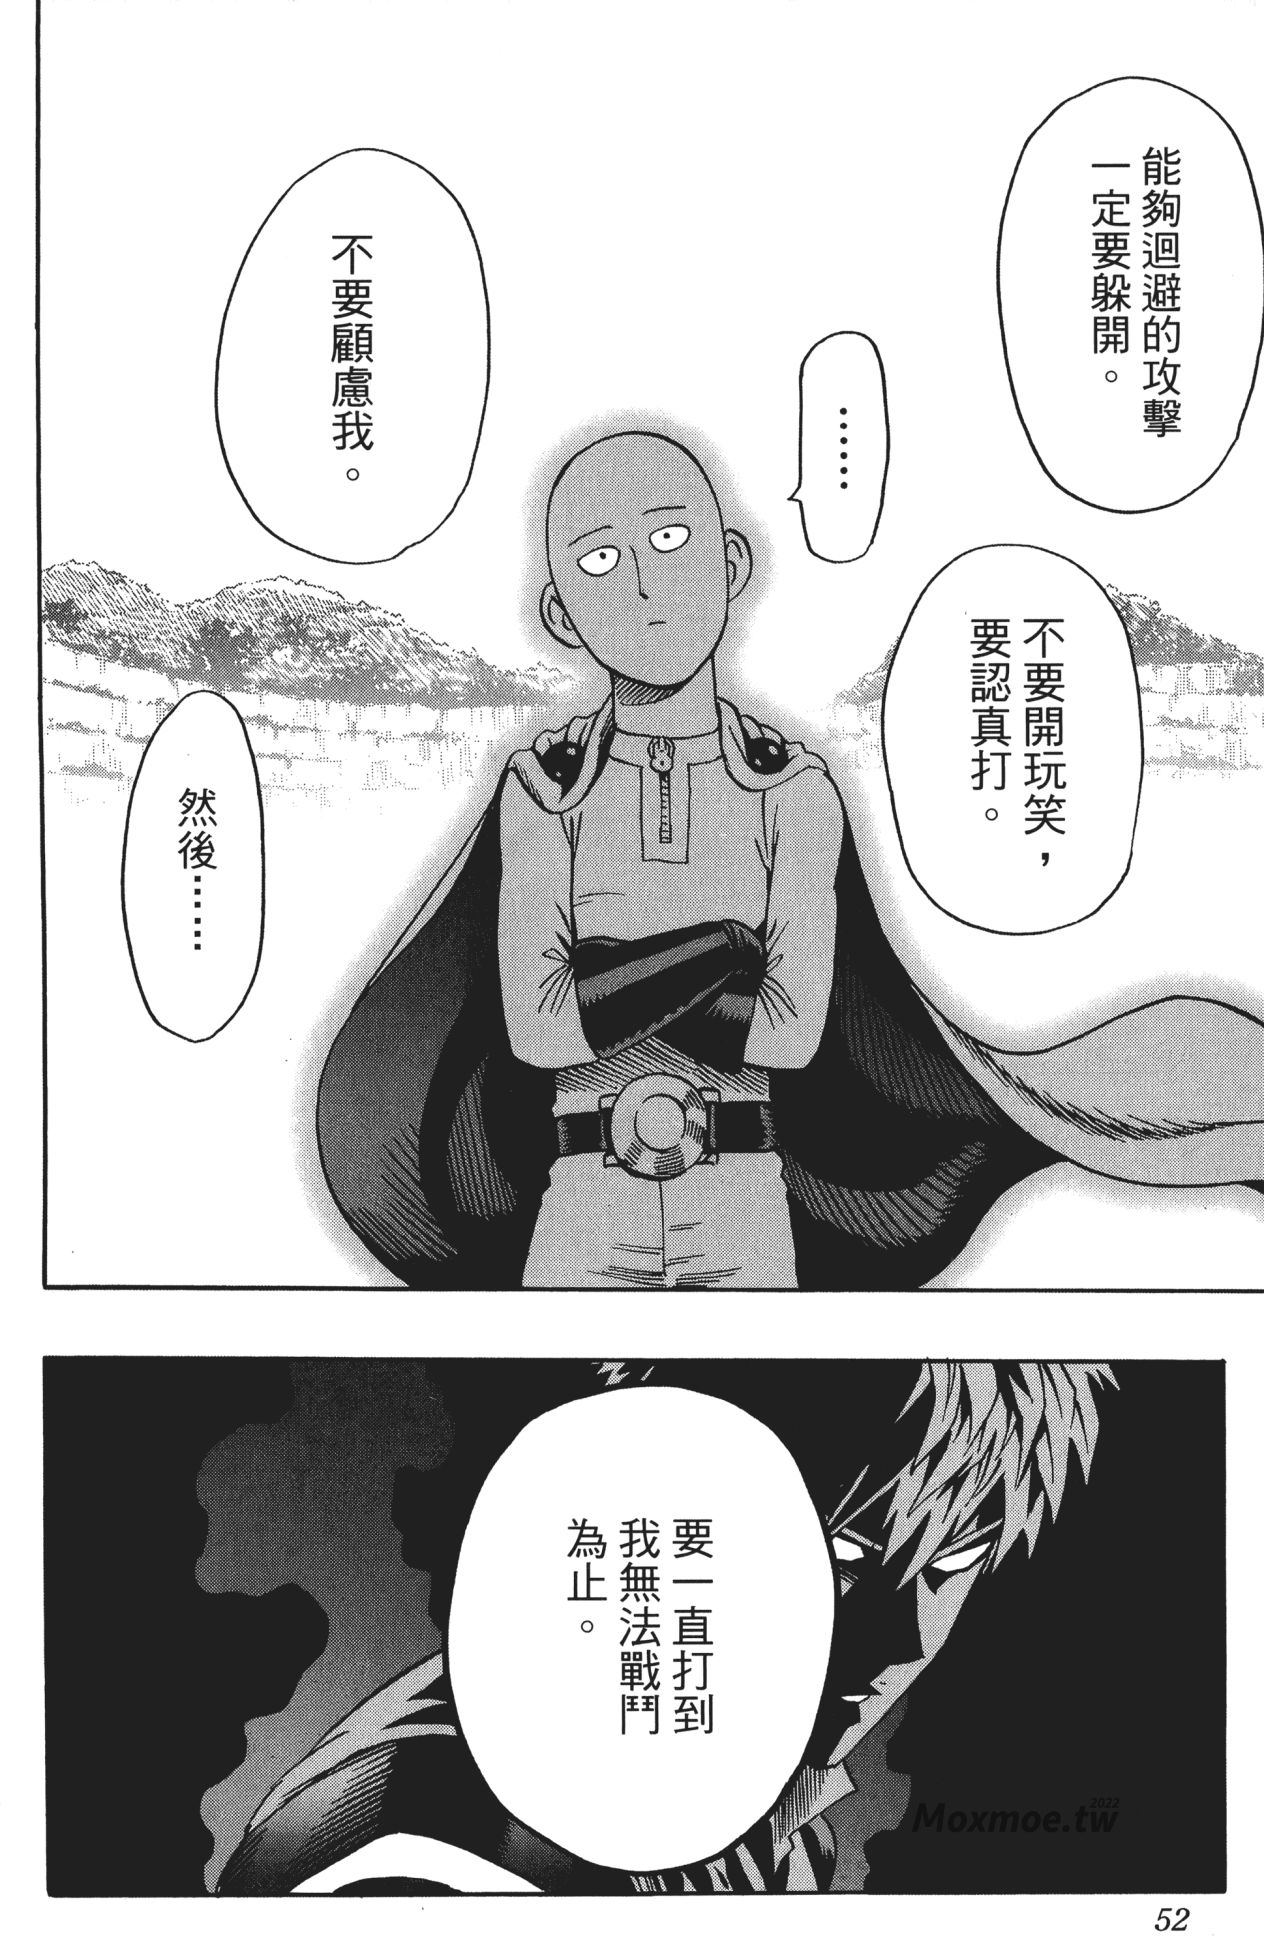 能夠迴避的攻擊
一定要躲開。
……
不要開玩笑，
要認真打。
不要顧慮我。
然後……
要一直打到
我無法戰鬥
為止。
Moxmoe.tw
2022
52